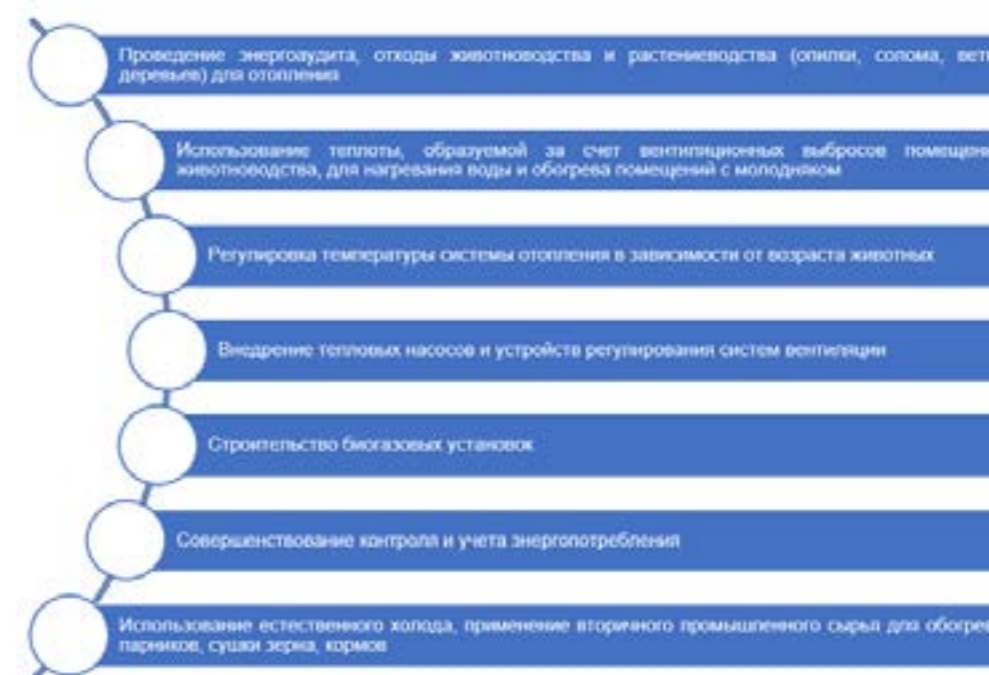 Проведение энергоаудита, отходы животноводства и растениеводства (опилки, солома, вет
деревьев) для отопления
Использование теплоты, образуемой за счет вентиляционных выбросов помещени
животноводства, для нагревания воды и обогрева помещений с молодняком
Регулировка температуры системы отопления в зависимости от возраста животных
Внедрение тепловых насосов и устройств регулирования систем вентиляции
Строительство биогазовых установок
Совершенствование контроля и учета энергопотребления
Использование естественного холода, применение вторичного промышленного сырья для обогрев
парников, сушки зерна, кормов